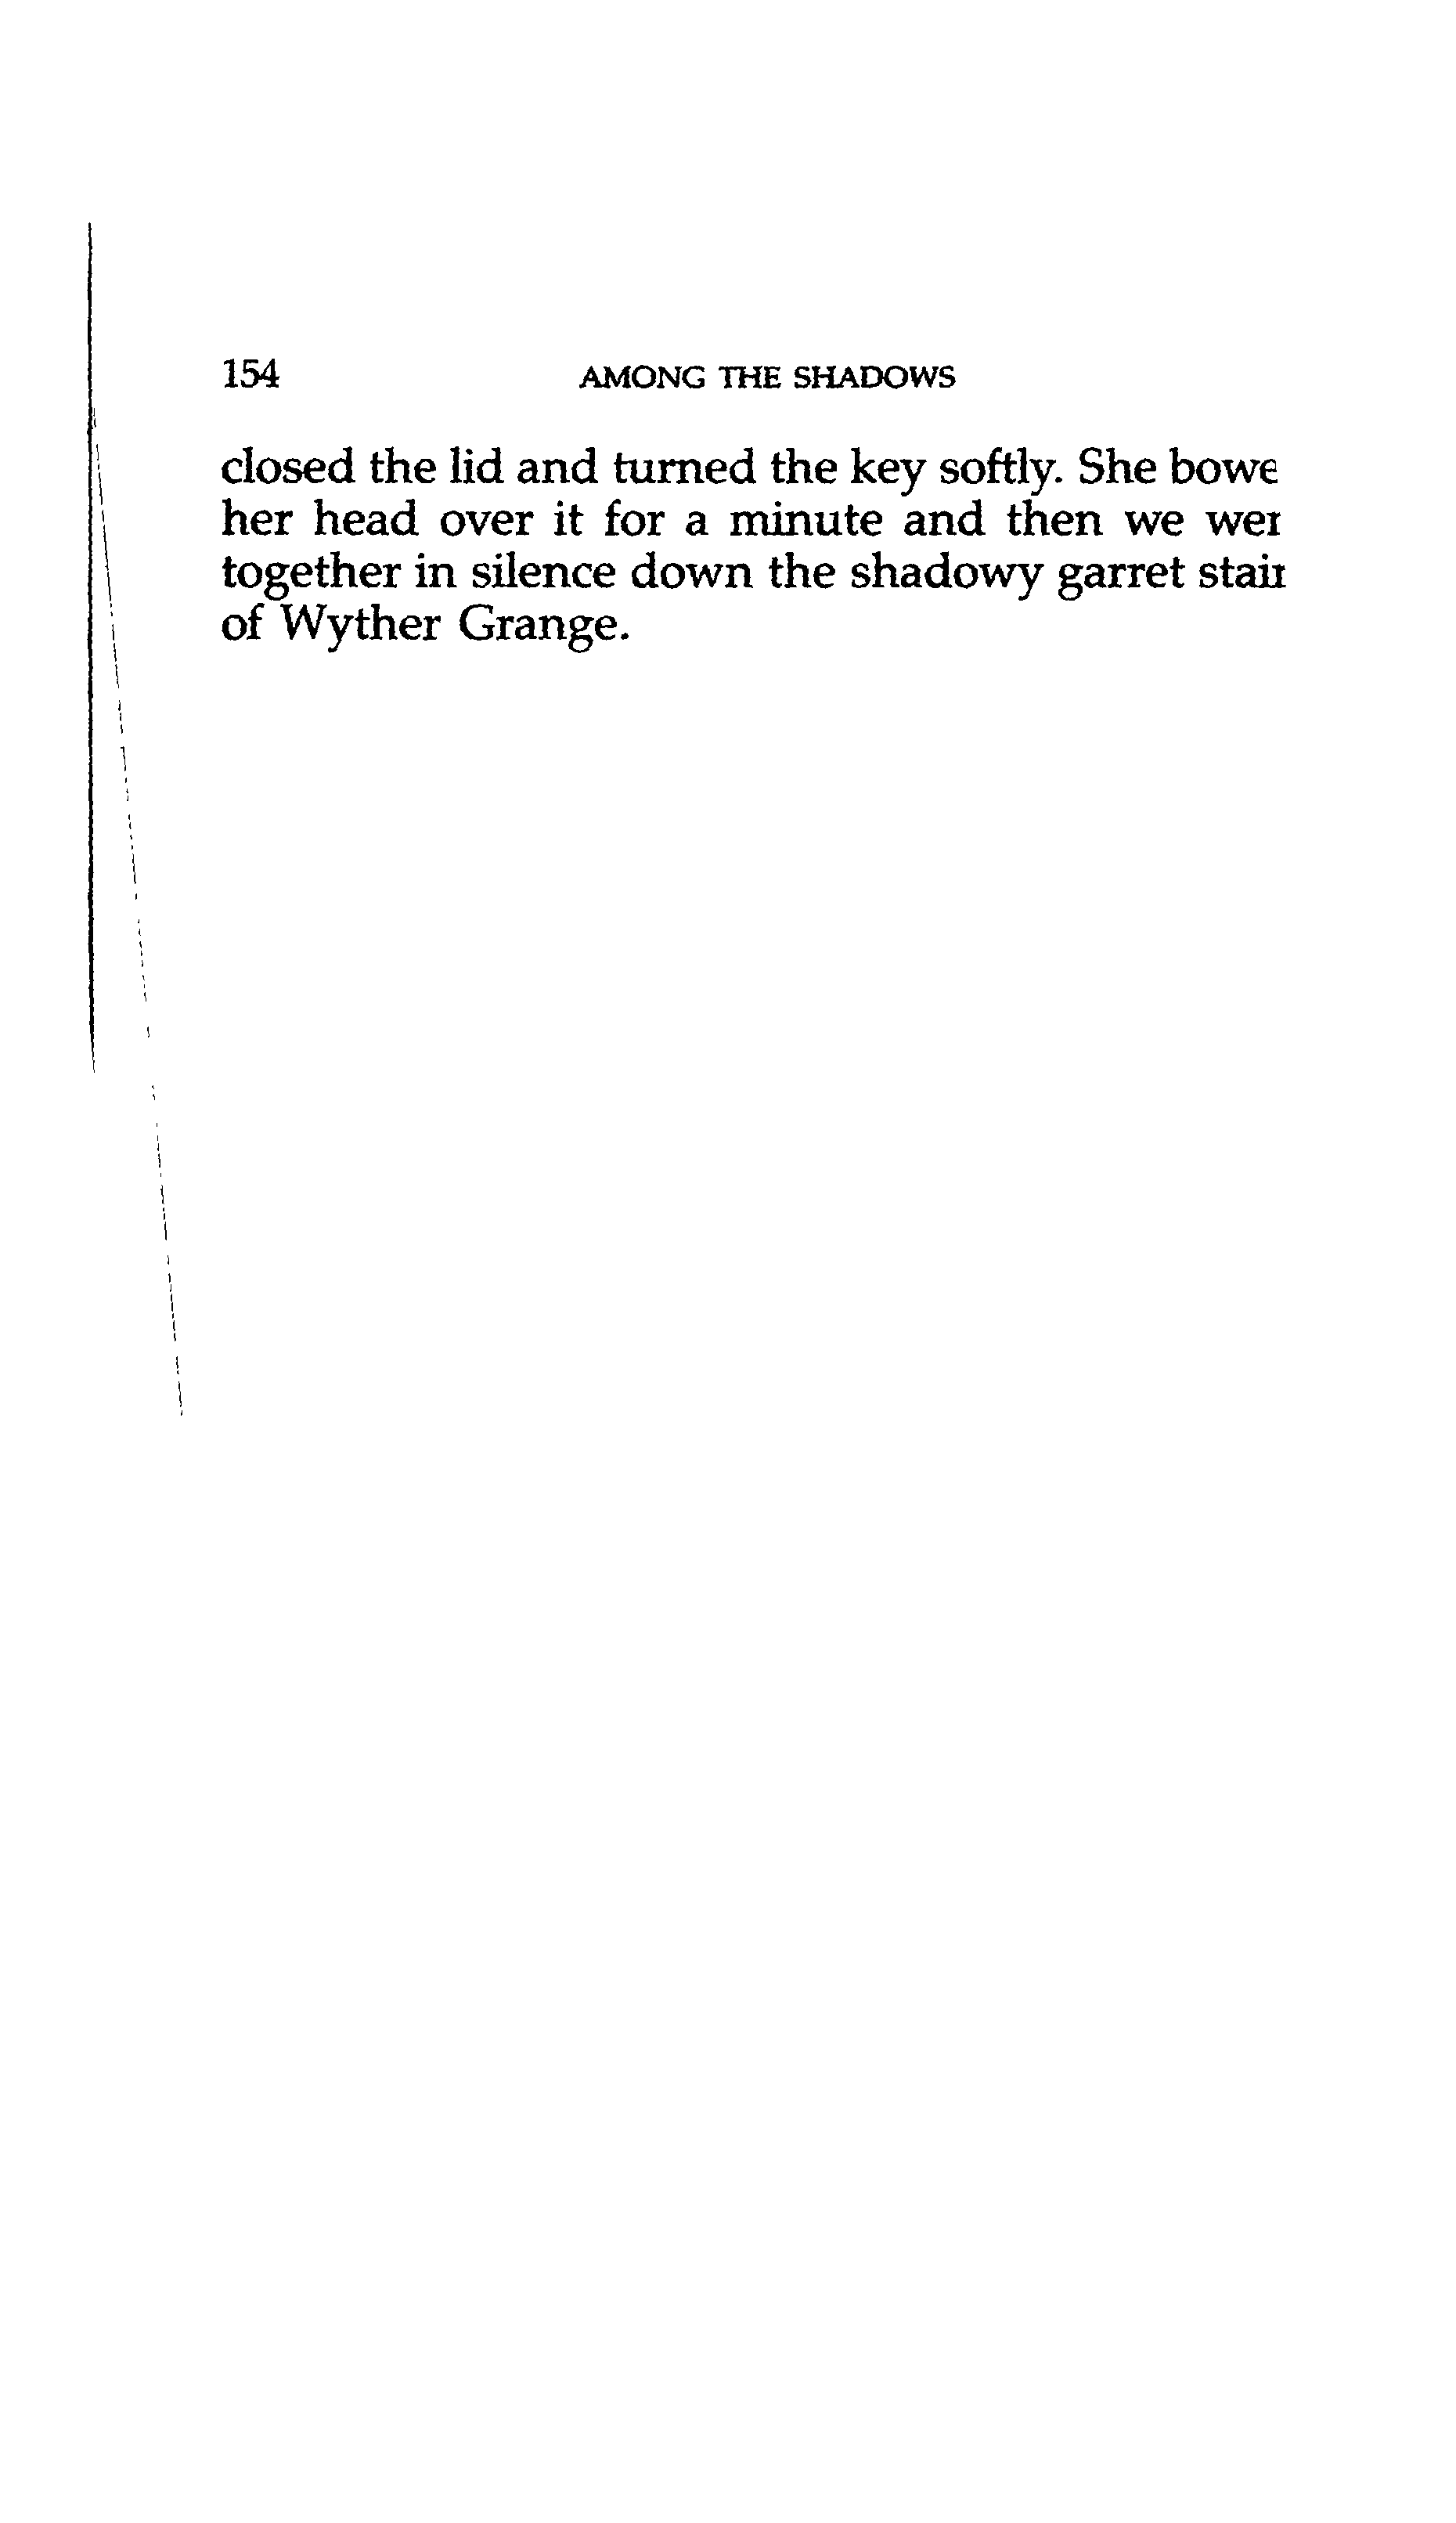 154 AMONG THE SHADOWS
closed the lid and turned the key softly. She bowe
her head over it for a minute and then we wer
together in silence down the shadowy garret stair
of Wyther Grange.